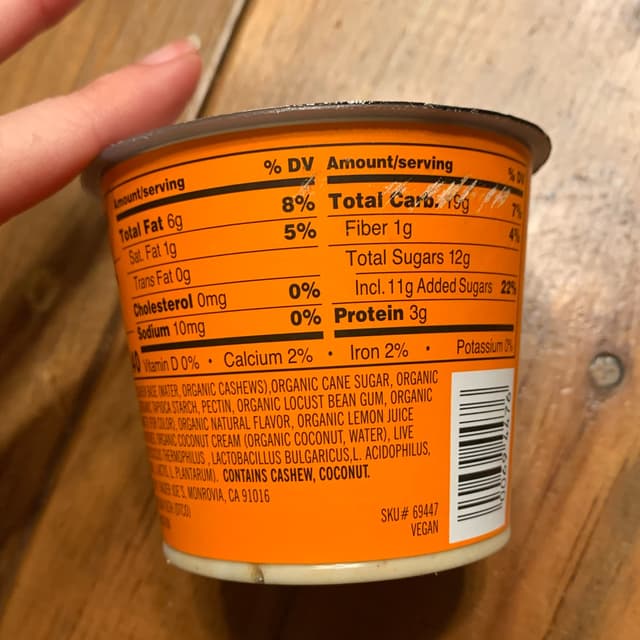 Amount/serving % DV
Total Fat 6g 8%
Sat. Fat 1g 5%
Trans Fat 0g
Cholesterol 0mg 0%
Sodium 10mg 0%
Amount/serving % DV
Total Carb. 19g 7%
Fiber 1g 4%
Total Sugars 12g
Incl. 11g Added Sugars 22%
Protein 3g
Vitamin D 0% • Calcium 2% • Iron 2% • Potassium 0%
(WATER, ORGANIC CASHEWS), ORGANIC CANE SUGAR, ORGANIC
TAPIOCA STARCH, PECTIN, ORGANIC LOCUST BEAN GUM, ORGANIC
COLOR), ORGANIC NATURAL FLAVOR, ORGANIC LEMON JUICE
ORGANIC COCONUT CREAM (ORGANIC COCONUT, WATER), LIVE
THERMOPHILUS, LACTOBACILLUS BULGARICUS, L. ACIDOPHILUS,
L. PLANTARUM). CONTAINS CASHEW, COCONUT.
JOE'S, MONROVIA, CA 91016
SKU# 69447
VEGAN